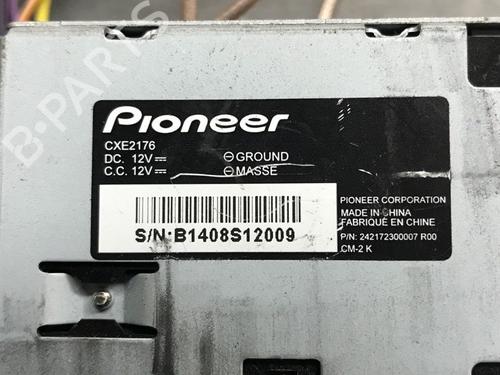 Pioneer
CXE2176
DC. 12V ⎓ ⊖ GROUND
C.C. 12V ⎓ ⊖ MASSE
S/N:B1408S12009
PIONEER CORPORATION
MADE IN CHINA
FABRIQUÉ EN CHINE
P/N: 242172300007 R00
CM-2 K
B-PARTS